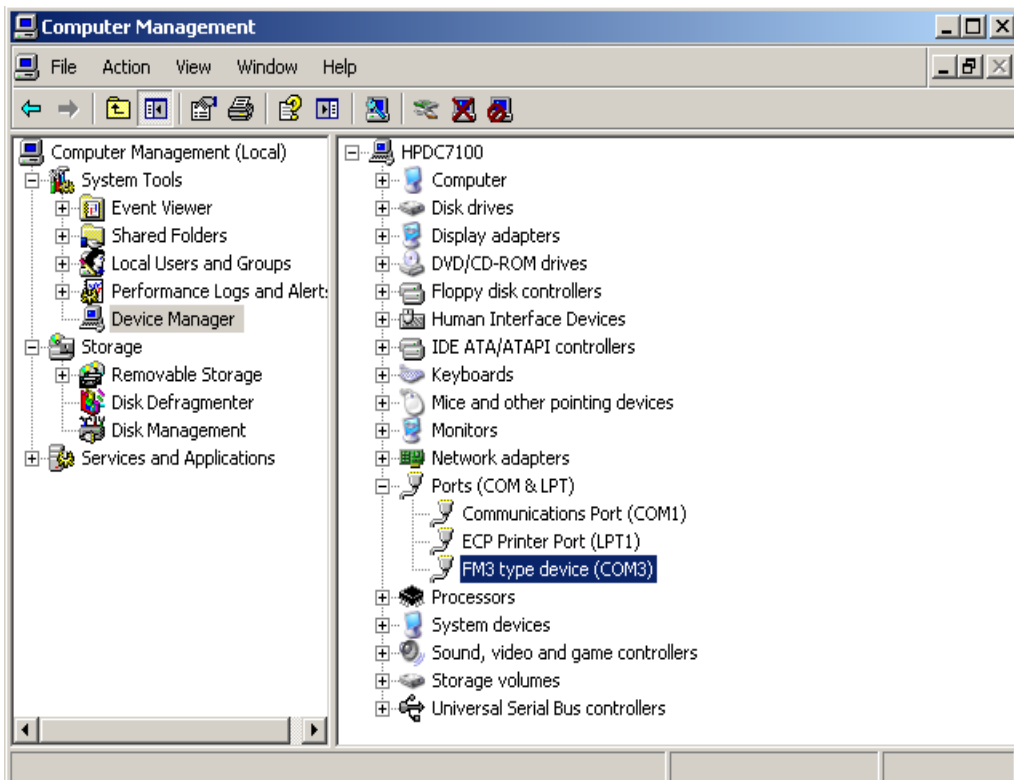 Computer Management
File Action View Window Help
Computer Management (Local)
System Tools
Event Viewer
Shared Folders
Local Users and Groups
Performance Logs and Alert
Device Manager
Storage
Removable Storage
Disk Defragmenter
Disk Management
Services and Applications
HPDC7100
Computer
Disk drives
Display adapters
DVD/CD-ROM drives
Floppy disk controllers
Human Interface Devices
IDE ATA/ATAPI controllers
Keyboards
Mice and other pointing devices
Monitors
Network adapters
Ports (COM & LPT)
Communications Port (COM1)
ECP Printer Port (LPT1)
FM3 type device (COM3)
Processors
System devices
Sound, video and game controllers
Storage volumes
Universal Serial Bus controllers